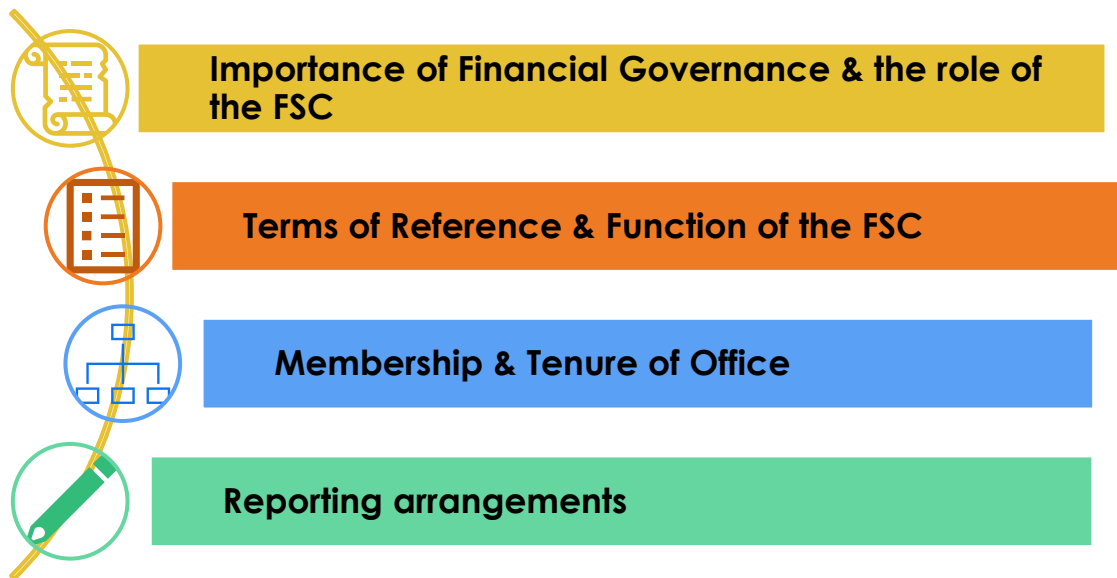 Importance of Financial Governance & the role of
the FSC
Terms of Reference & Function of the FSC
Membership & Tenure of Office
Reporting arrangements